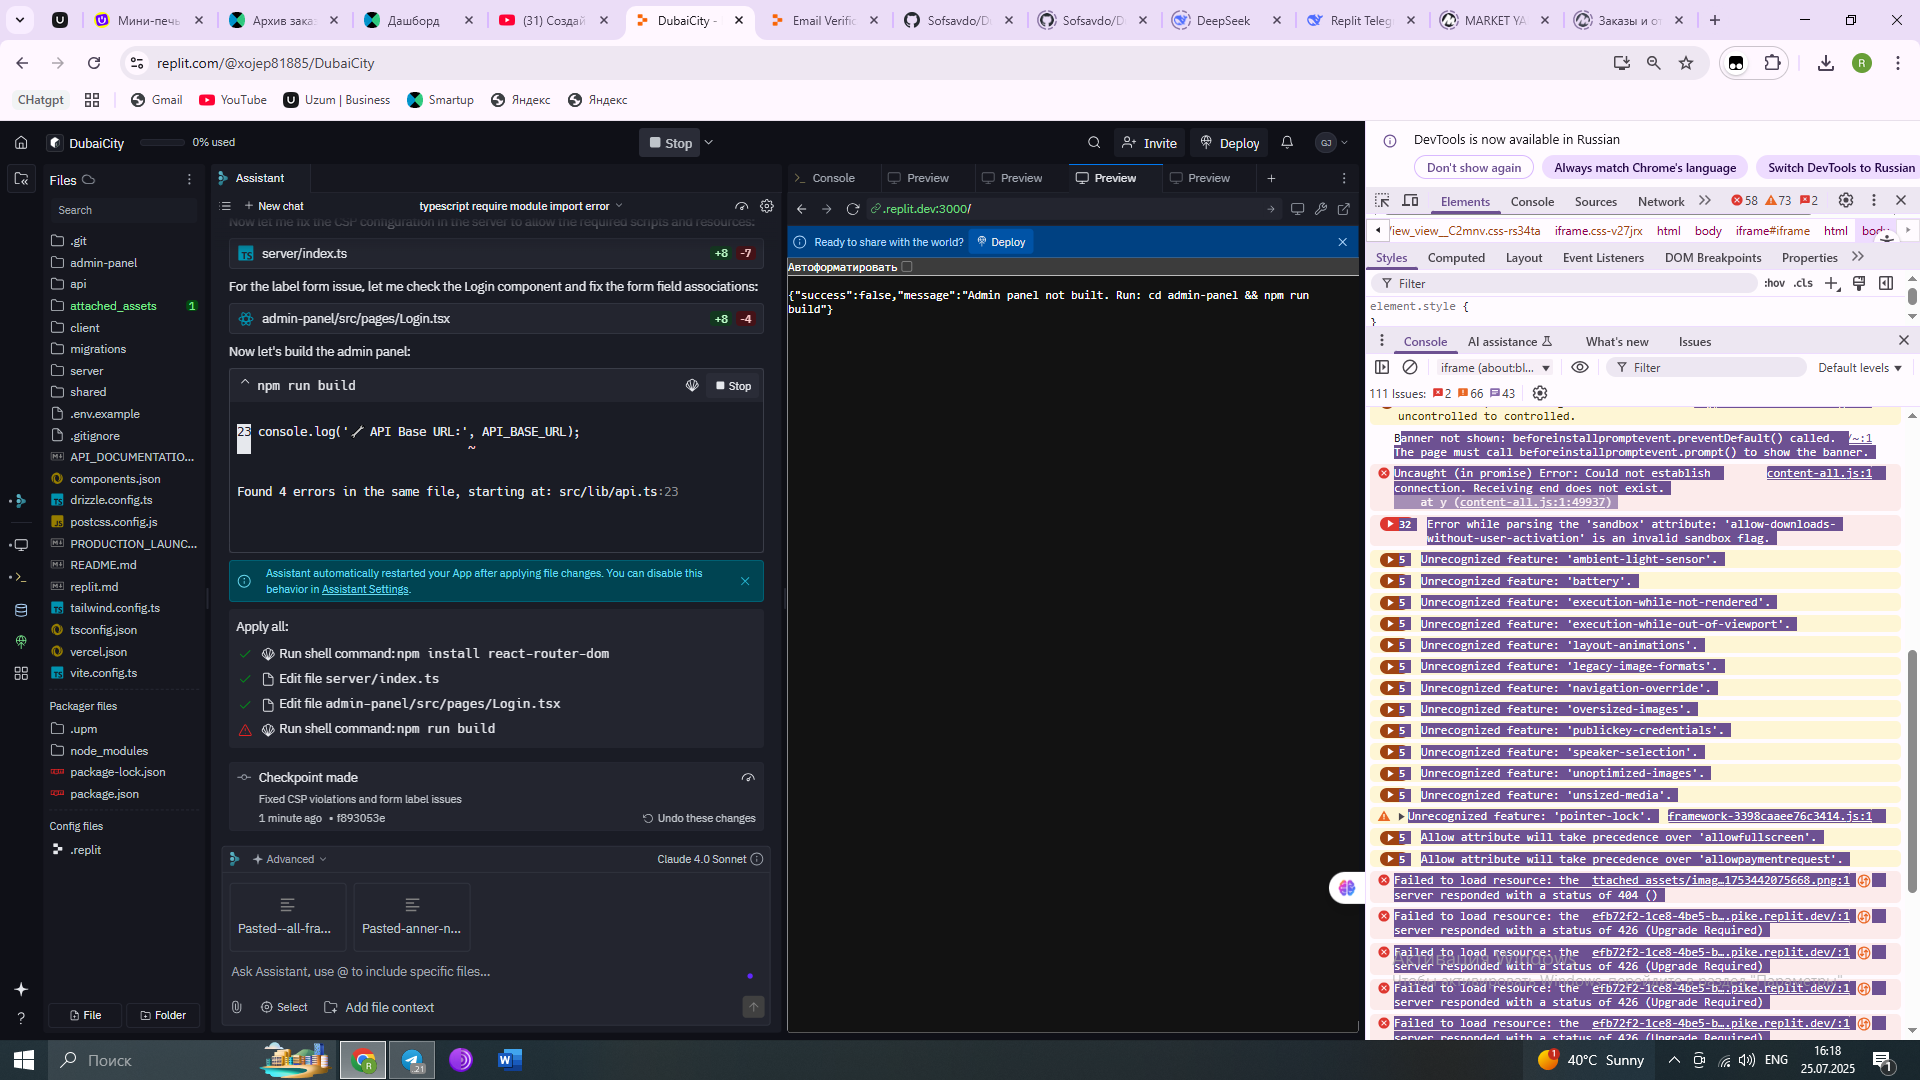 Мини-печь
Архив зака
Дашборд
(31) Создай
DubaiCity -
Email Verific
Sofsavdo/D
Sofsavdo/D
DeepSeek
Replit Teleg
MARKET YA
Заказы и от
replit.com/@xojep81885/DubaiCity
R
CHatgpt
Gmail
YouTube
Uzum | Business
Smartup
Яндекс
Яндекс
DubaiCity
0% used
Stop
Invite
Deploy
GJ
Files
Search
.git
admin-panel
api
attached_assets 1
client
migrations
server
shared
.env.example
.gitignore
API_DOCUMENTATIO...
components.json
drizzle.config.ts
postcss.config.js
PRODUCTION_LAUNC...
README.md
replit.md
tailwind.config.ts
tsconfig.json
vercel.json
vite.config.ts
Packager files
.upm
node_modules
package-lock.json
package.json
Config files
.replit
File
Folder
Assistant
New chat
typescript require module import error
Now let me fix the CSP configuration in the server to allow the required scripts and resources:
server/index.ts +8 -7
For the label form issue, let me check the Login component and fix the form field associations:
admin-panel/src/pages/Login.tsx +8 -4
Now let's build the admin panel:
npm run build
Stop
23 console.log('🔧 API Base URL:', API_BASE_URL);
~
Found 4 errors in the same file, starting at: src/lib/api.ts:23
Assistant automatically restarted your App after applying file changes. You can disable this
behavior in Assistant Settings.
Apply all:
Run shell command: npm install react-router-dom
Edit file server/index.ts
Edit file admin-panel/src/pages/Login.tsx
Run shell command: npm run build
Checkpoint made
Fixed CSP violations and form label issues
1 minute ago • f893053e
Undo these changes
Advanced
Claude 4.0 Sonnet
Pasted--all-fra...
Pasted-anner-n...
Ask Assistant, use @ to include specific files...
Select
Add file context
Console
Preview
Preview
Preview
Preview
.replit.dev:3000/
Ready to share with the world?
Deploy
Автоформатировать
{"success":false,"message":"Admin panel not built. Run: cd admin-panel && npm run
build"}
DevTools is now available in Russian
Don't show again
Always match Chrome's language
Switch DevTools to Russian
Elements
Console
Sources
Network
58
73
2
/iew_view__C2mnv.css-rs34ta
iframe.css-v27jrx
html
body
iframe#iframe
html
body
Styles
Computed
Layout
Event Listeners
DOM Breakpoints
Properties
Filter
:hov
.cls
element.style {
}
Console
AI assistance
What's new
Issues
iframe (about:bl...
Filter
Default levels
111 Issues: 2 66 43
uncontrolled to controlled.
Banner not shown: beforeinstallpromptevent.preventDefault() called. /~:1
The page must call beforeinstallpromptevent.prompt() to show the banner.
Uncaught (in promise) Error: Could not establish content-all.js:1
connection. Receiving end does not exist.
at y (content-all.js:1:49937)
32 Error while parsing the 'sandbox' attribute: 'allow-downloads-
without-user-activation' is an invalid sandbox flag.
5 Unrecognized feature: 'ambient-light-sensor'.
5 Unrecognized feature: 'battery'.
5 Unrecognized feature: 'execution-while-not-rendered'.
5 Unrecognized feature: 'execution-while-out-of-viewport'.
5 Unrecognized feature: 'layout-animations'.
5 Unrecognized feature: 'legacy-image-formats'.
5 Unrecognized feature: 'navigation-override'.
5 Unrecognized feature: 'oversized-images'.
5 Unrecognized feature: 'publickey-credentials'.
5 Unrecognized feature: 'speaker-selection'.
5 Unrecognized feature: 'unoptimized-images'.
5 Unrecognized feature: 'unsized-media'.
Unrecognized feature: 'pointer-lock'. framework-3398caaee76c3414.js:1
5 Allow attribute will take precedence over 'allowfullscreen'.
5 Allow attribute will take precedence over 'allowpaymentrequest'.
Failed to load resource: the ttached_assets/imag…1753442075668.png:1
server responded with a status of 404 ()
Failed to load resource: the efb72f2-1ce8-4be5-b….pike.replit.dev/:1
server responded with a status of 426 (Upgrade Required)
Failed to load resource: the efb72f2-1ce8-4be5-b….pike.replit.dev/:1
server responded with a status of 426 (Upgrade Required)
Failed to load resource: the efb72f2-1ce8-4be5-b….pike.replit.dev/:1
server responded with a status of 426 (Upgrade Required)
Failed to load resource: the efb72f2-1ce8-4be5-b….pike.replit.dev/:1
server responded with a status of 426 (Upgrade Required)
Активация Windows
Чтобы активировать Windows, перейдите в раздел "Параметры".
Поиск
21
1
40°C Sunny
ENG
16:18
25.07.2025
1